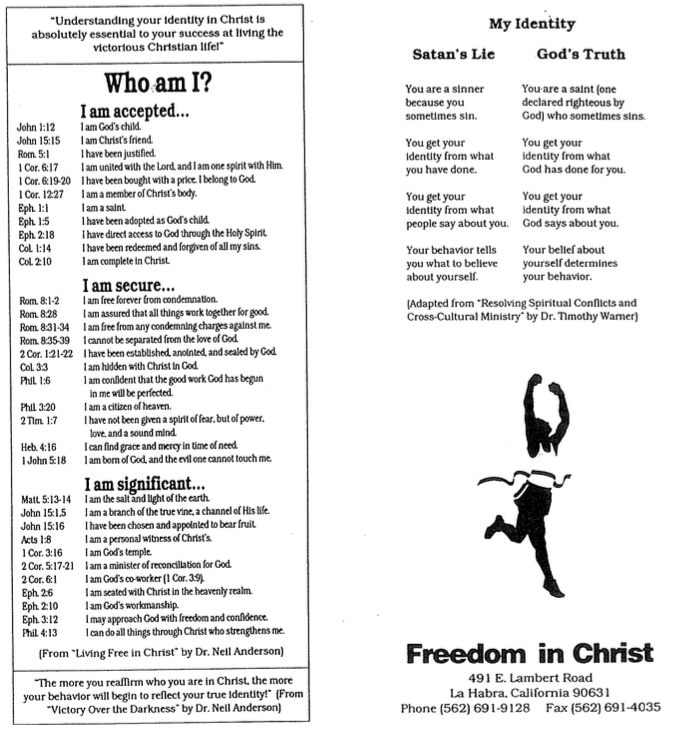 "Understanding your identity in Christ is
absolutely essential to your success at living the
victorious Christian life!"
Who am I?
I am accepted...
John 1:12 I am God's child.
John 15:15 I am Christ's friend.
Rom. 5:1 I have been justified.
1 Cor. 6:17 I am united with the Lord, and I am one spirit with Him.
1 Cor. 6:19-20 I have been bought with a price. I belong to God.
1 Cor. 12:27 I am a member of Christ's body.
Eph. 1:1 I am a saint.
Eph. 1:5 I have been adopted as God's child.
Eph. 2:18 I have direct access to God through the Holy Spirit.
Col. 1:14 I have been redeemed and forgiven of all my sins.
Col. 2:10 I am complete in Christ.
I am secure...
Rom. 8:1-2 I am free forever from condemnation.
Rom. 8:28 I am assured that all things work together for good.
Rom. 8:31-34 I am free from any condemning charges against me.
Rom. 8:35-39 I cannot be separated from the love of God.
2 Cor. 1:21-22 I have been established, anointed, and sealed by God.
Col. 3:3 I am hidden with Christ in God.
Phil. 1:6 I am confident that the good work God has begun
in me will be perfected.
Phil. 3:20 I am a citizen of heaven.
2 Tim. 1:7 I have not been given a spirit of fear, but of power,
love, and a sound mind.
Heb. 4:16 I can find grace and mercy in time of need.
1 John 5:18 I am born of God, and the evil one cannot touch me.
I am significant...
Matt. 5:13-14 I am the salt and light of the earth.
John 15:1,5 I am a branch of the true vine, a channel of His life.
John 15:16 I have been chosen and appointed to bear fruit.
Acts 1:8 I am a personal witness of Christ's.
1 Cor. 3:16 I am God's temple.
2 Cor. 5:17-21 I am a minister of reconciliation for God.
2 Cor. 6:1 I am God's co-worker (1 Cor. 3:9).
Eph. 2:6 I am seated with Christ in the heavenly realm.
Eph. 2:10 I am God's workmanship.
Eph. 3:12 I may approach God with freedom and confidence.
Phil. 4:13 I can do all things through Christ who strengthens me.
(From "Living Free in Christ" by Dr. Neil Anderson)
"The more you reaffirm who you are in Christ, the more
your behavior will begin to reflect your true identity!" (From
"Victory Over the Darkness" by Dr. Neil Anderson)
My Identity
Satan's Lie God's Truth
You are a sinner You are a saint (one
because you declared righteous by
sometimes sin. God) who sometimes sins.
You get your You get your
identity from what identity from what
you have done. God has done for you.
You get your You get your
identity from what identity from what
people say about you. God says about you.
Your behavior tells Your belief about
you what to believe yourself determines
about yourself. your behavior.
(Adapted from "Resolving Spiritual Conflicts and
Cross-Cultural Ministry" by Dr. Timothy Warner)
Freedom in Christ
491 E. Lambert Road
La Habra, California 90631
Phone (562) 691-9128 Fax (562) 691-4035